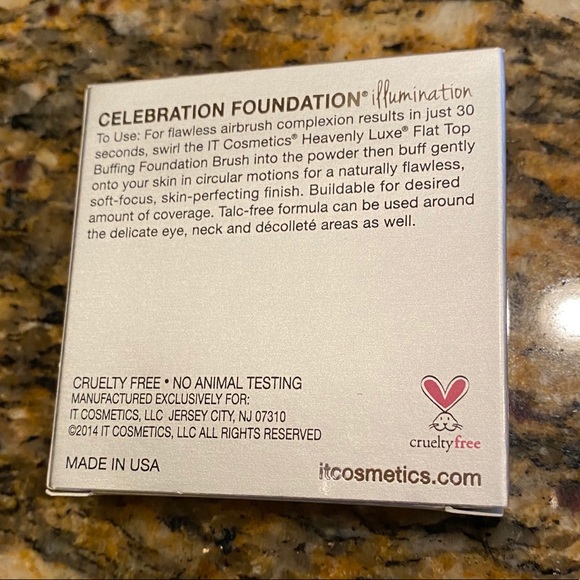 CELEBRATION FOUNDATION® illumination
To Use: For flawless airbrush complexion results in just 30
seconds, swirl the IT Cosmetics® Heavenly Luxe® Flat Top
Buffing Foundation Brush into the powder then buff gently
onto your skin in circular motions for a naturally flawless,
soft-focus, skin-perfecting finish. Buildable for desired
amount of coverage. Talc-free formula can be used around
the delicate eye, neck and décolleté areas as well.
CRUELTY FREE • NO ANIMAL TESTING
MANUFACTURED EXCLUSIVELY FOR:
IT COSMETICS, LLC JERSEY CITY, NJ 07310
©2014 IT COSMETICS, LLC ALL RIGHTS RESERVED
crueltyfree
MADE IN USA
itcosmetics.com